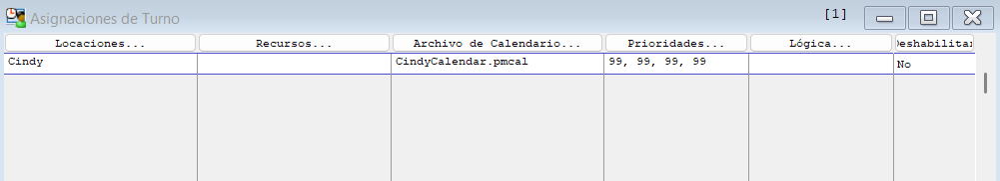 Asignaciones de Turno [1]
Locaciones... Recursos... Archivo de Calendario... Prioridades... Lógica... Deshabilitar
Cindy CindyCalendar.pmcal 99, 99, 99, 99 No